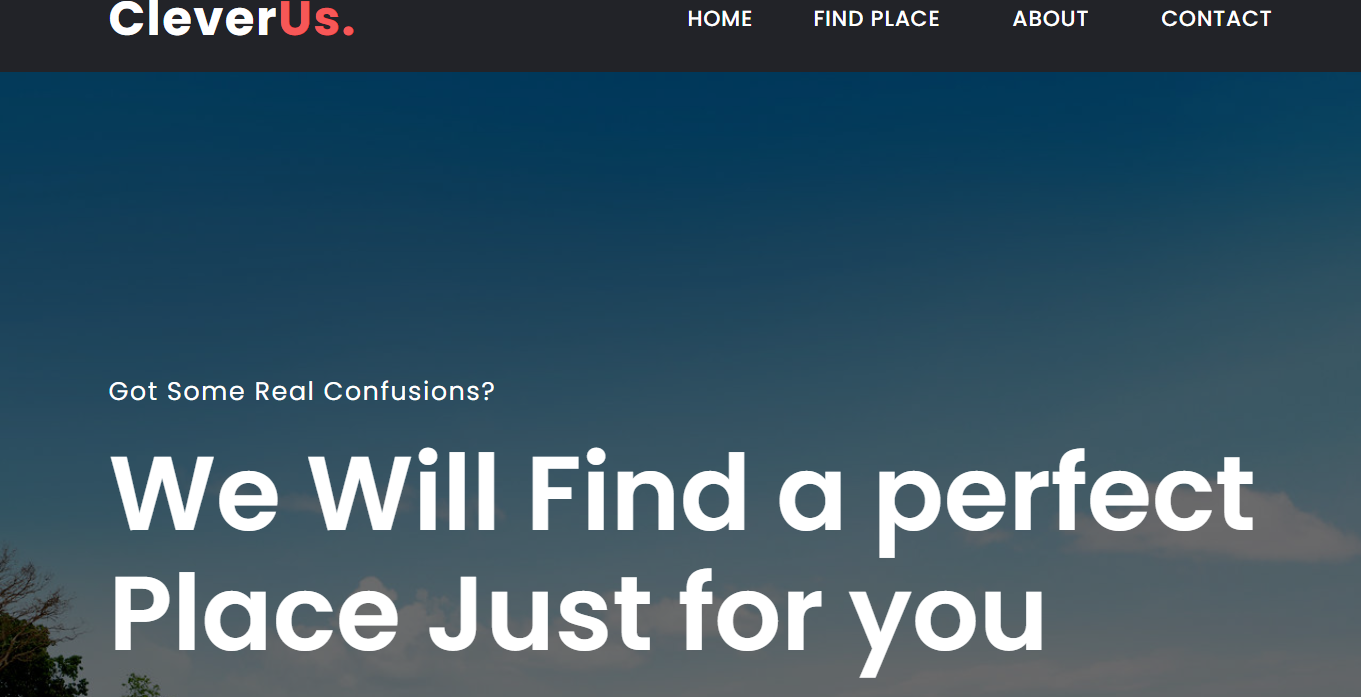 CleverUs.
HOME FIND PLACE ABOUT CONTACT
Got Some Real Confusions?
We Will Find a perfect
Place Just for you